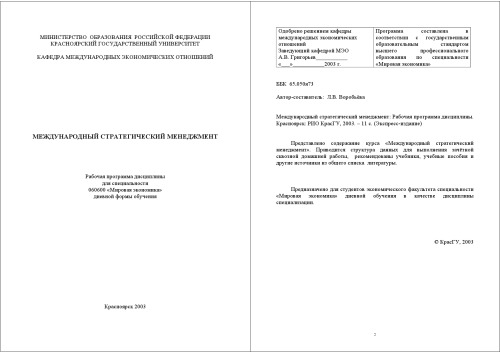 МИНИСТЕРСТВО ОБРАЗОВАНИЯ РОССИЙСКОЙ ФЕДЕРАЦИИ
КРАСНОЯРСКИЙ ГОСУДАРСТВЕННЫЙ УНИВЕРСИТЕТ
КАФЕДРА МЕЖДУНАРОДНЫХ ЭКОНОМИЧЕСКИХ ОТНОШЕНИЙ
МЕЖДУНАРОДНЫЙ СТРАТЕГИЧЕСКИЙ МЕНЕДЖМЕНТ
Рабочая программа дисциплины
для специальности
060600 «Мировая экономика»
дневной формы обучения
Красноярск 2003
Одобрено решением кафедры
международных экономических
отношений
Заведующий кафедрой МЭО
А.В. Григорьев___________
«___»___________2003 г.
Программа составлена в
соответствии с государственным
образовательным стандартом
высшего профессионального
образования по специальности
«Мировая экономика»
ББК 65.050я73
Автор-составитель: Л.В. Воробьёва
Международный стратегический менеджмент: Рабочая программа дисциплины.
Красноярск: РИО КрасГУ, 2003. – 11 с. (Экспресс-издание)
Представлено содержание курса «Международный стратегический
менеджмент». Приводится структура данных для выполнения зачётной
сквозной домашней работы, рекомендованы учебники, учебные пособия и
другие источники из общего списка литературы.
Предназначено для студентов экономического факультета специальности
«Мировая экономика» дневной обучения в качестве дисциплины
специализации.
© КрасГУ, 2003
2